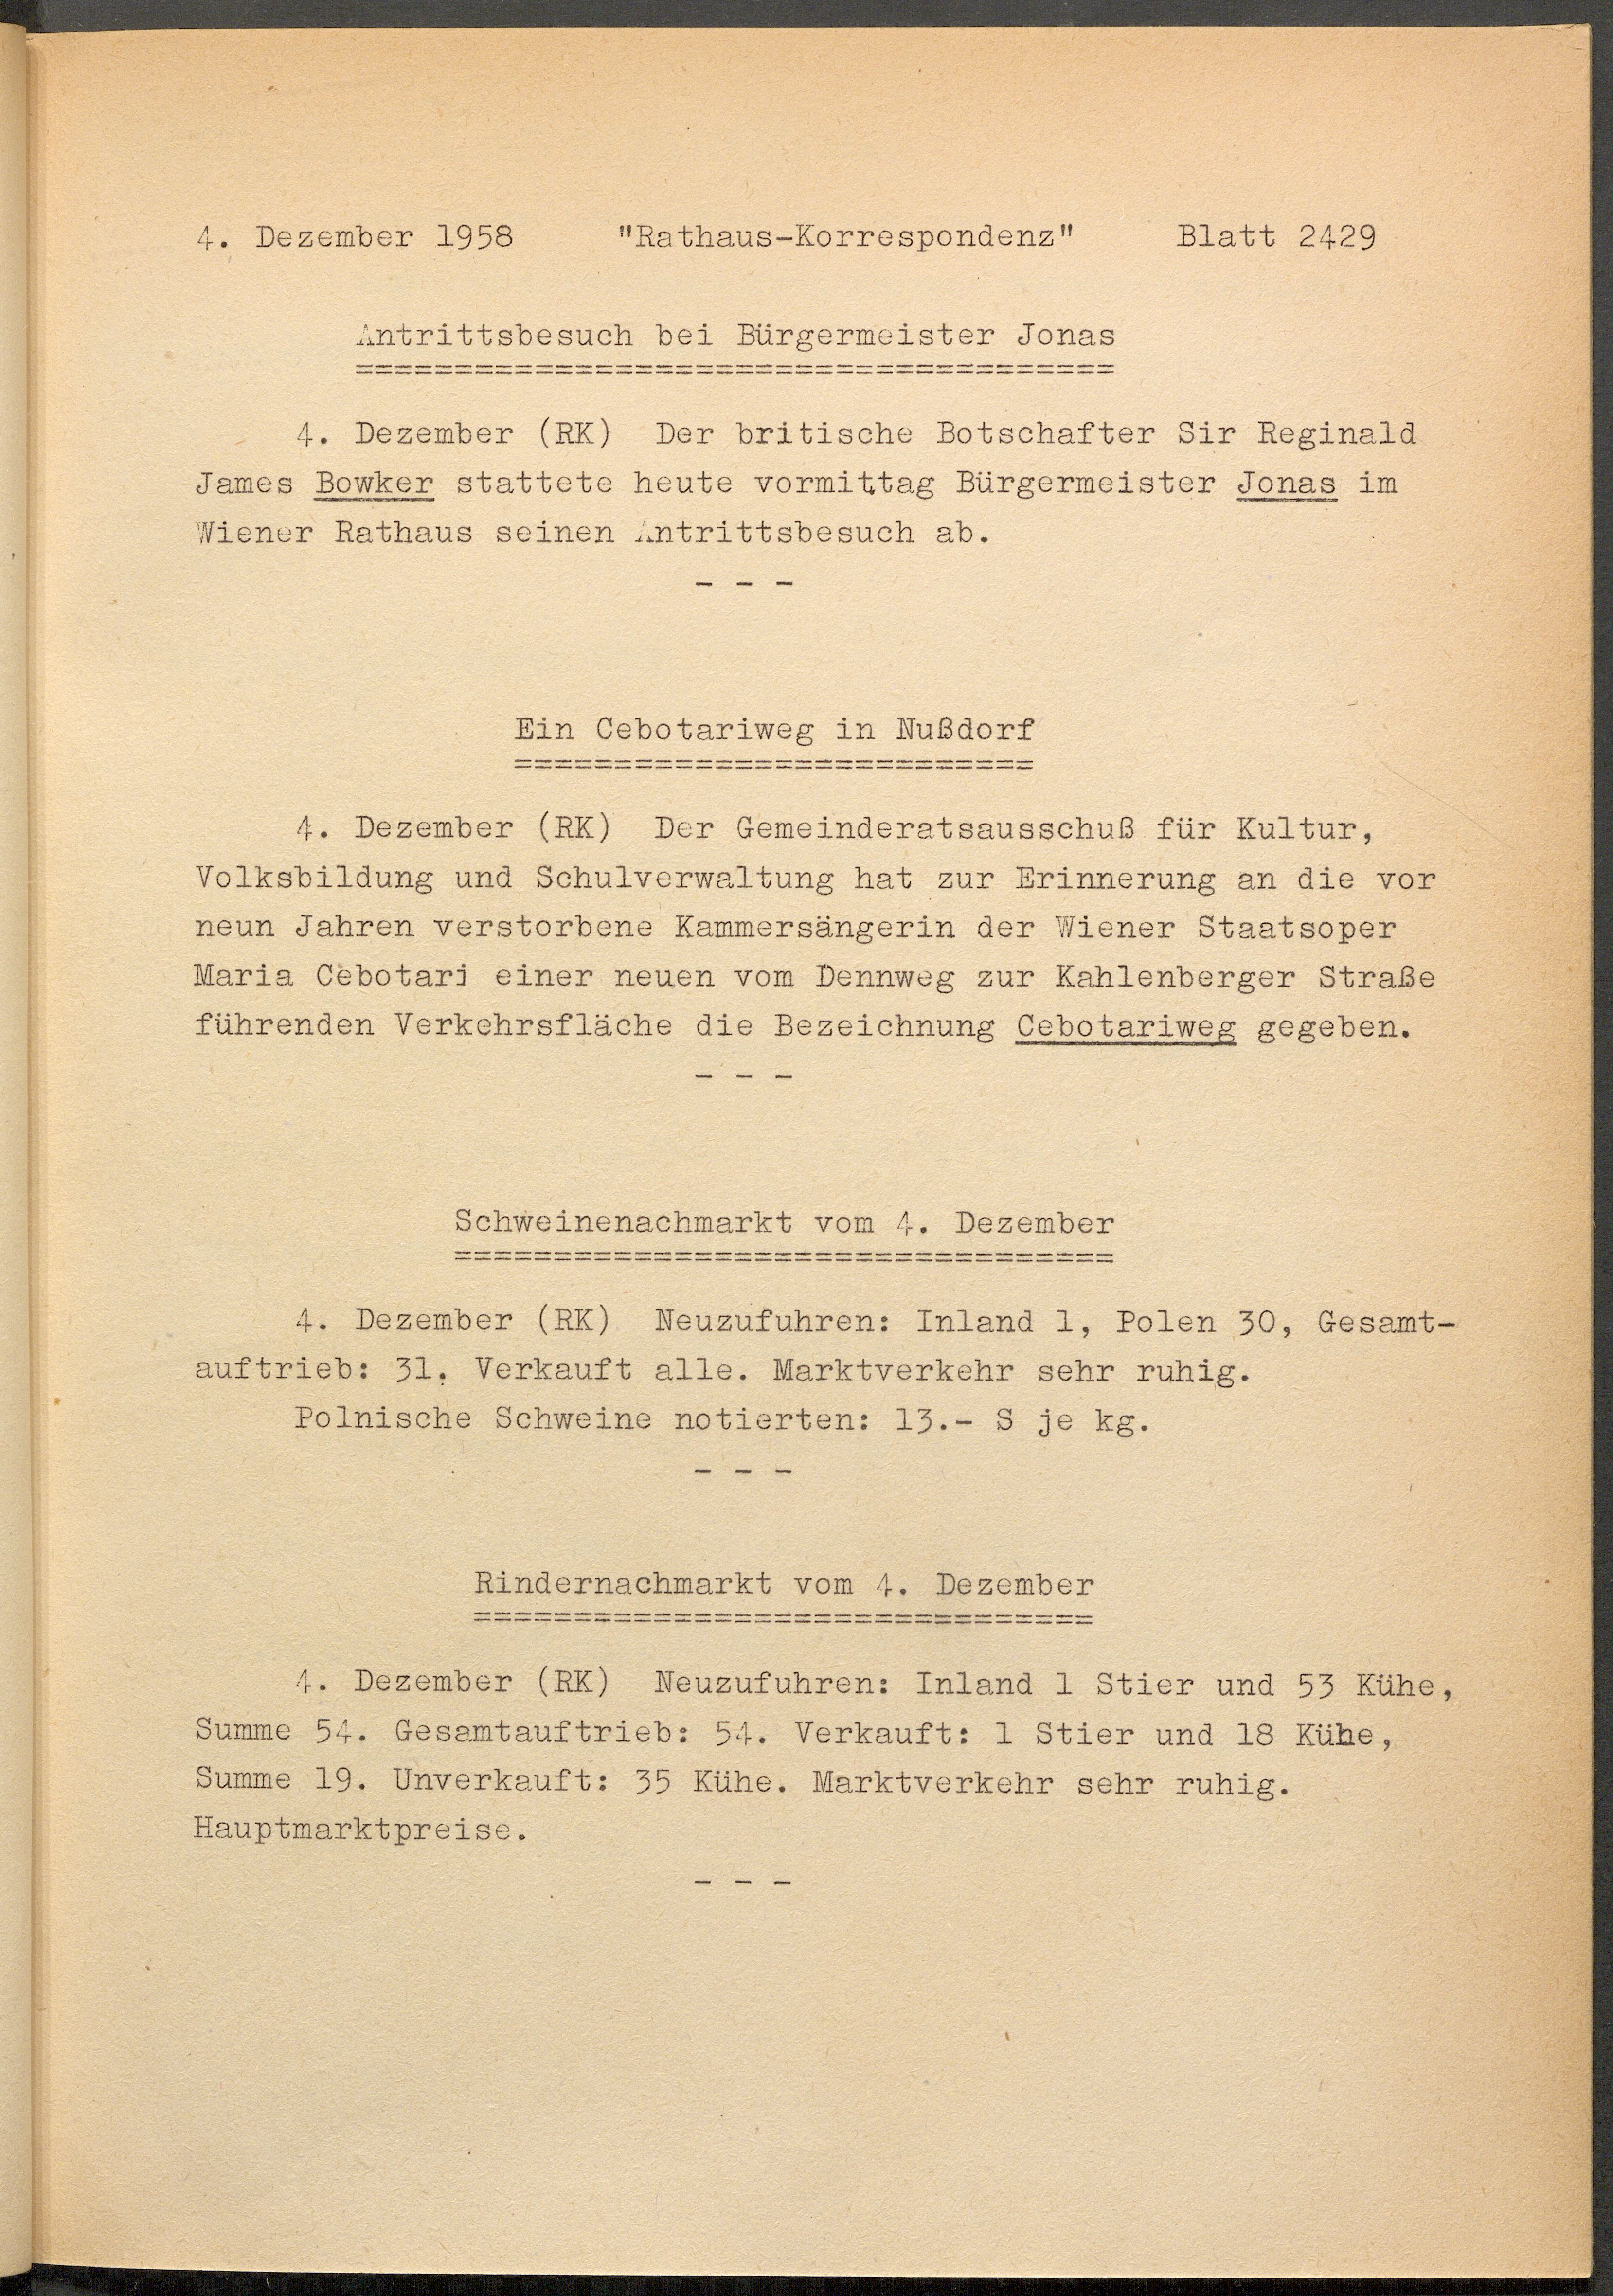 4. Dezember 1958 "Rathaus-Korrespondenz" Blatt 2429
Antrittsbesuch bei Bürgermeister Jonas
======================================
4. Dezember (RK) Der britische Botschafter Sir Reginald
James Bowker stattete heute vormittag Bürgermeister Jonas im
Wiener Rathaus seinen Antrittsbesuch ab.
- - -
Ein Cebotariweg in Nußdorf
==========================
4. Dezember (RK) Der Gemeinderatsausschuß für Kultur,
Volksbildung und Schulverwaltung hat zur Erinnerung an die vor
neun Jahren verstorbene Kammersängerin der Wiener Staatsoper
Maria Cebotari einer neuen vom Dennweg zur Kahlenberger Straße
führenden Verkehrsfläche die Bezeichnung Cebotariweg gegeben.
- - -
Schweinenachmarkt vom 4. Dezember
=================================
4. Dezember (RK) Neuzufuhren: Inland 1, Polen 30, Gesamt-
auftrieb: 31. Verkauft alle. Marktverkehr sehr ruhig.
Polnische Schweine notierten: 13.- S je kg.
- - -
Rindernachmarkt vom 4. Dezember
===============================
4. Dezember (RK) Neuzufuhren: Inland 1 Stier und 53 Kühe,
Summe 54. Gesamtauftrieb: 54. Verkauft: 1 Stier und 18 Kühe,
Summe 19. Unverkauft: 35 Kühe. Marktverkehr sehr ruhig.
Hauptmarktpreise.
- - -